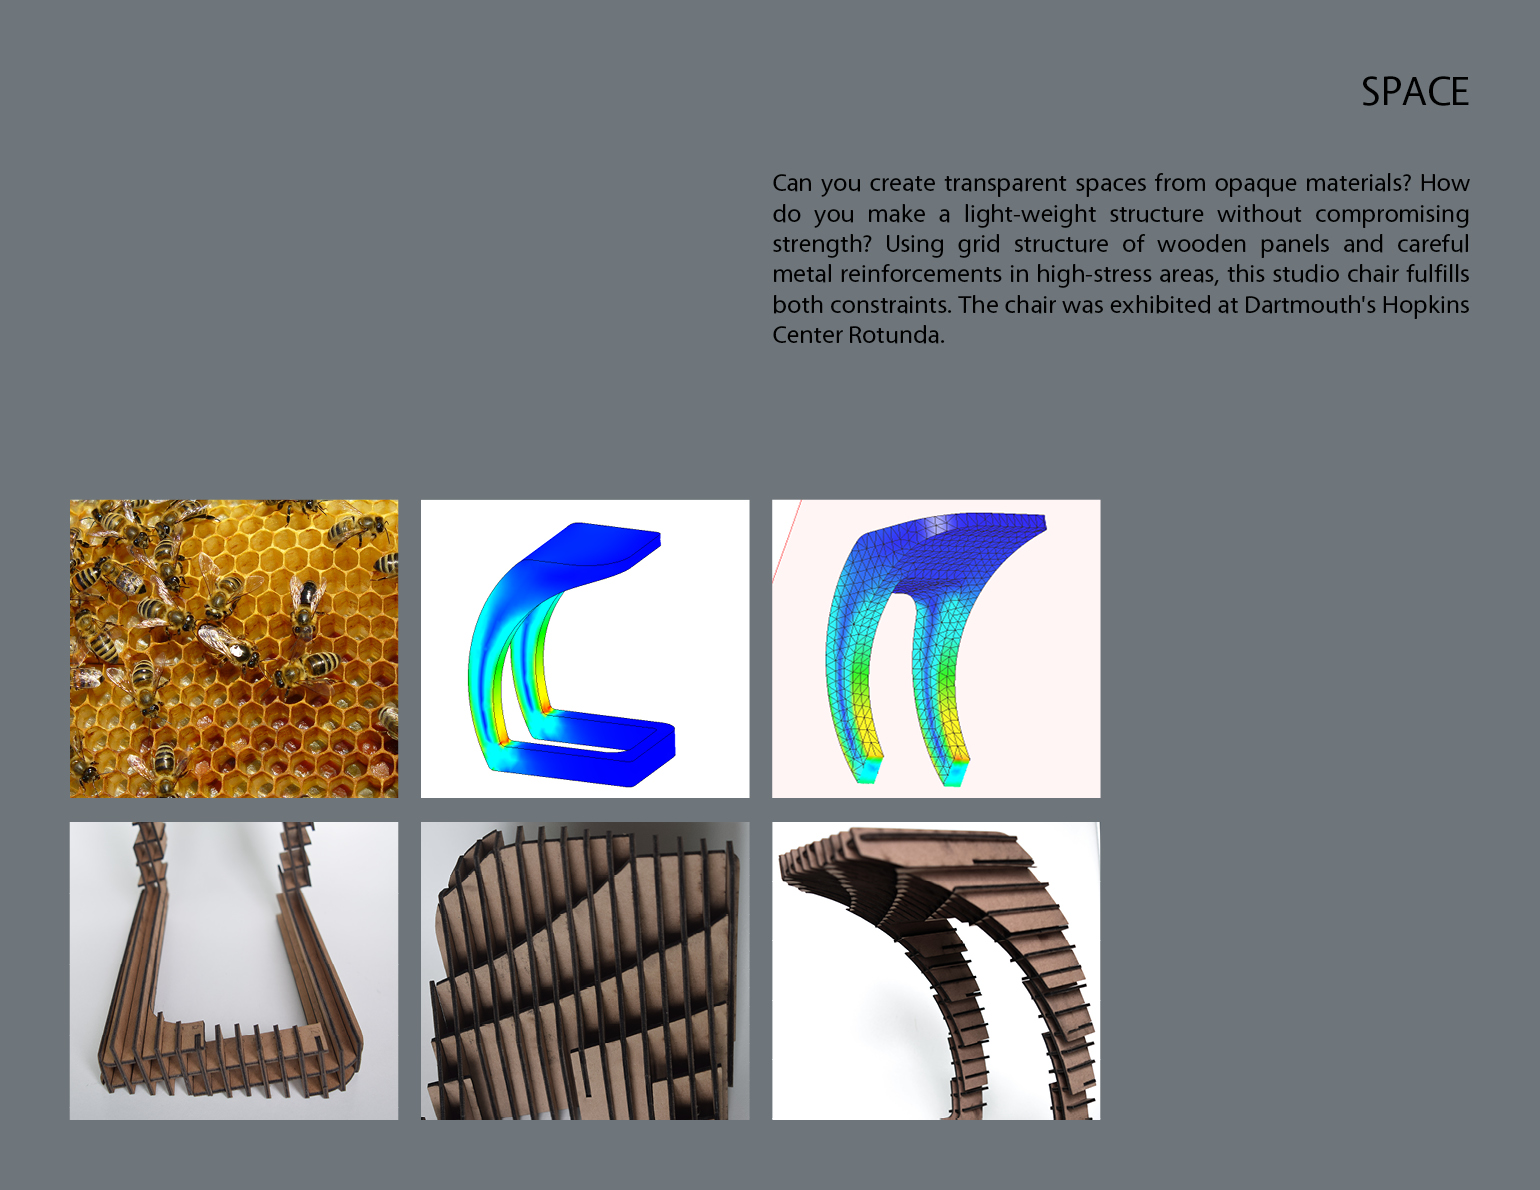 SPACE
Can you create transparent spaces from opaque materials? How
do you make a light-weight structure without compromising
strength? Using grid structure of wooden panels and careful
metal reinforcements in high-stress areas, this studio chair fulfills
both constraints. The chair was exhibited at Dartmouth's Hopkins
Center Rotunda.